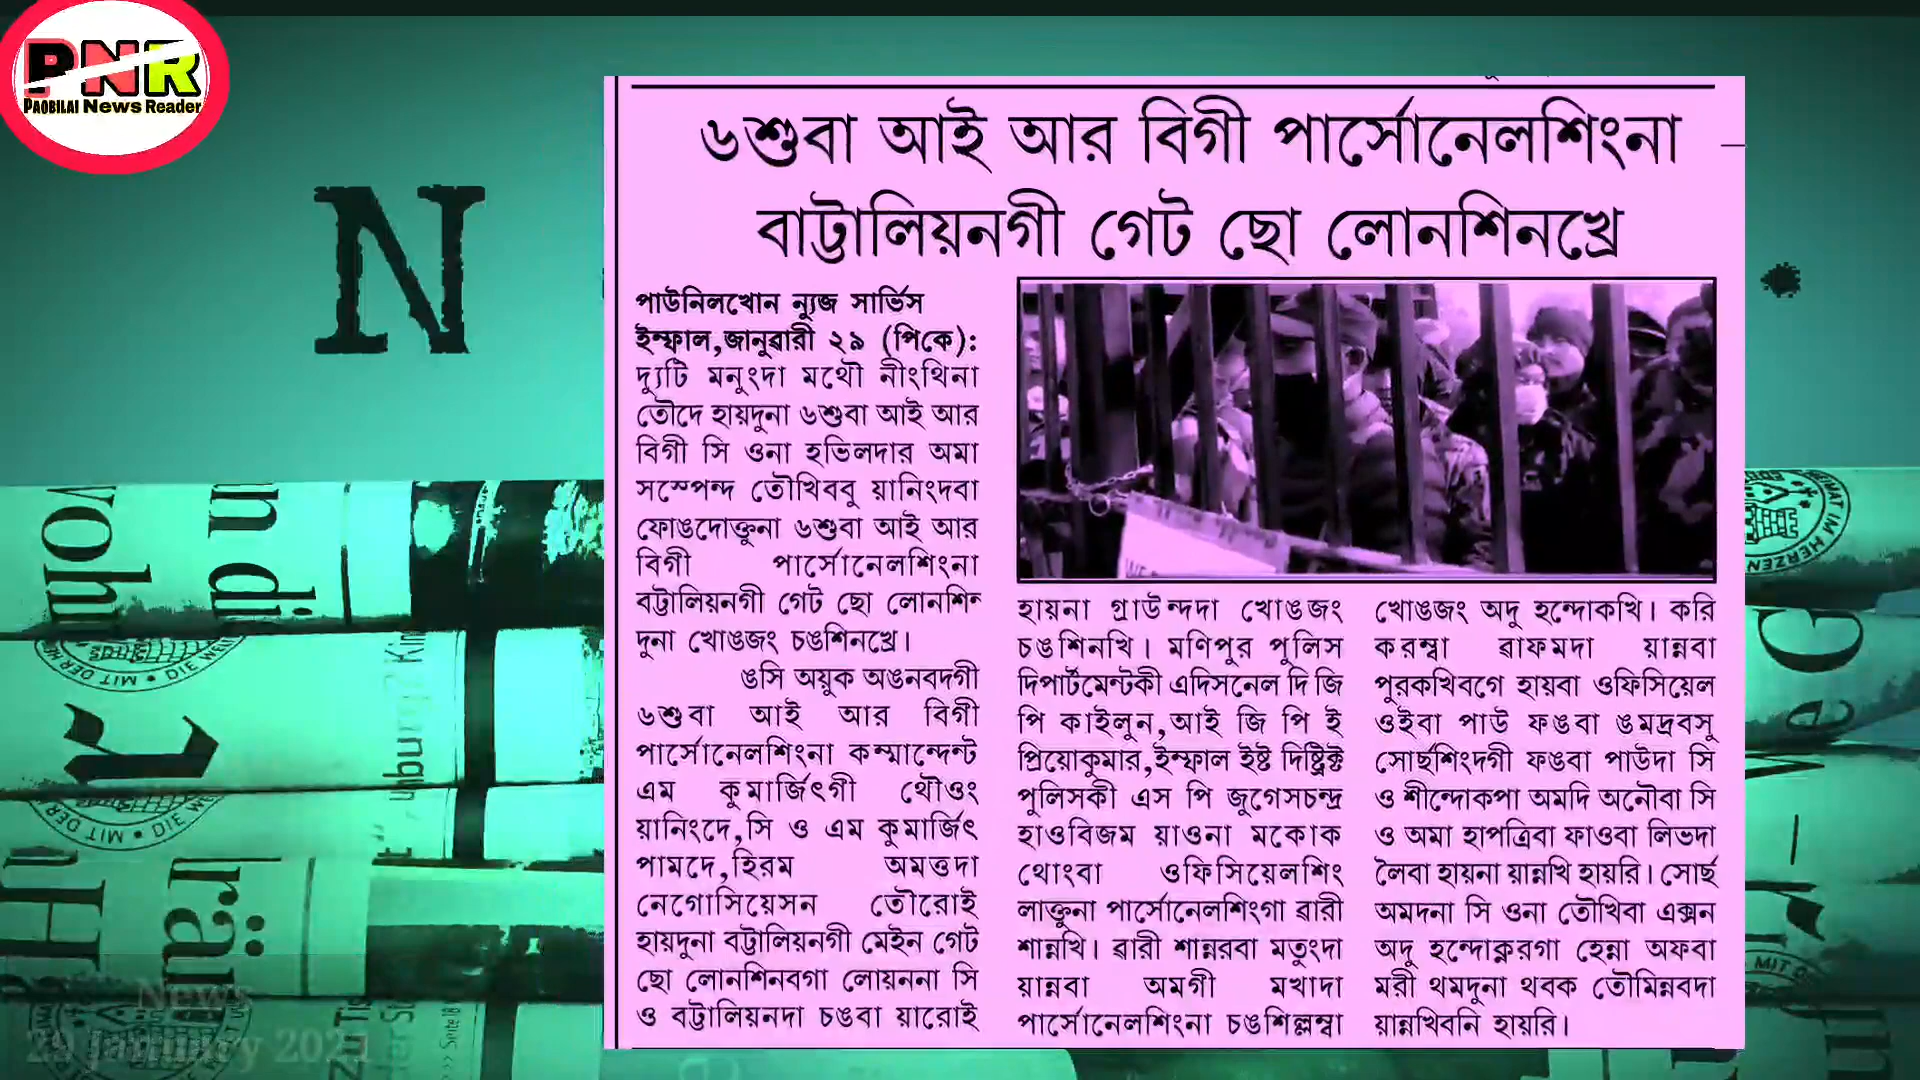 PNR
PAOBILAI News Reader
N
৬শুবা আই আর বিগী পার্সোনেলশিংনা
বাট্টালিয়নগী গেট ছো লোনশিনখ্রে
পাউনিলখোন ন্যুজ সার্ভিস
ইম্ফাল,জানুৱারী ২৯ (পিকে):
দ্যুটি মনুংদা মথৌ নীংথিনা
তৌদে হায়দুনা ৬শুবা আই আর
বিগী সি ওনা হভিলদার অমা
সস্পেন্দ তৌখিবগু য়ানিংদবা
ফোঙদোক্তুনা ৬শুবা আই আর
বিগী পার্সোনেলশিংনা
বট্টালিয়নগী গেট ছো লোনশিন
দুনা খোঙজং চঙশিনখ্রে।
ঙসি অয়ুক অঙনবদগী
৬শুবা আই আর বিগী
পার্সোনেলশিংনা কম্মান্দেন্ট
এম কুমার্জিৎগী থৌওং
য়ানিংদে,সি ও এম কুমার্জিৎ
পামদে,হিরম অমত্তদা
নেগোসিয়েসন তৌরোই
হায়দুনা বট্টালিয়নগী মেইন গেট
ছো লোনশিনবগা লোয়ননা সি
ও বট্টালিয়নদা চঙবা য়ারোই
হায়না গ্রাউন্দদা খোঙজং
চঙশিনখি। মণিপুর পুলিস
দিপার্টমেন্টকী এদিসনেল দি জি
পি কাইলুন,আই জি পি ই
প্রিয়োকুমার,ইম্ফাল ইষ্ট দিষ্ট্রিক্ট
পুলিসকী এস পি জুগেসচন্দ্র
হাওবিজম য়াওনা মকোক
থোংবা ওফিসিয়েলশিং
লাক্তুনা পার্সোনেলশিংগা ৱারী
শান্নখি। ৱারী শান্নরবা মতুংদা
য়ান্নবা অমগী মখাদা
পার্সোনেলশিংনা চঙশিল্লম্বা
খোঙজং অদু হন্দোকখি। করি
করম্বা ৱাফমদা য়ান্নবা
পুরকখিবগে হায়বা ওফিসিয়েল
ওইবা পাউ ফঙবা ঙমদ্রবসু
সোর্ছশিংদগী ফঙবা পাউদা সি
ও শীন্দোকপা অমদি অনৌবা সি
ও অমা হাপত্রিবা ফাওবা লিভদা
লৈবা হায়না য়ান্নখি হায়রি। সোর্ছ
অমদনা সি ওনা তৌখিবা এক্সন
অদু হন্দোক্লরগা হেন্না অফবা
মরী থমদুনা থবক তৌমিন্নবদা
য়ান্নখিবনি হায়রি।
News
29 January 2021